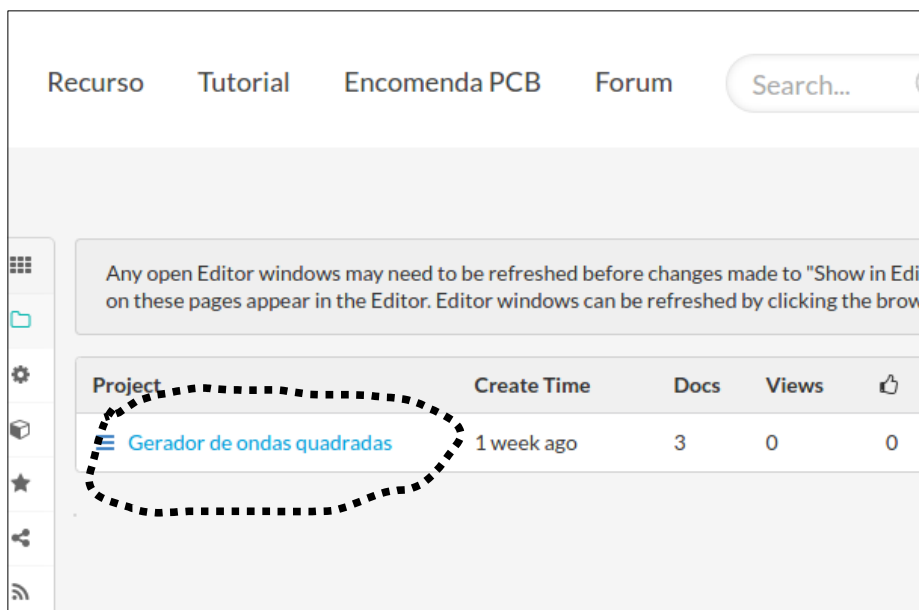 Recurso Tutorial Encomenda PCB Forum Search...
Any open Editor windows may need to be refreshed before changes made to "Show in Edi
on these pages appear in the Editor. Editor windows can be refreshed by clicking the brow
Project Create Time Docs Views
Gerador de ondas quadradas 1 week ago 3 0 0